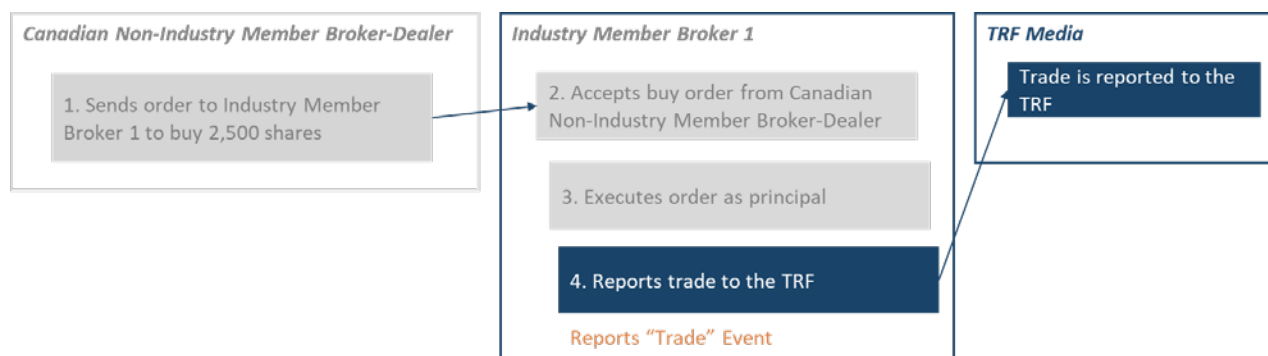 Canadian Non-Industry Member Broker-Dealer
1. Sends order to Industry Member
Broker 1 to buy 2,500 shares
Industry Member Broker 1
2. Accepts buy order from Canadian
Non-Industry Member Broker-Dealer
3. Executes order as principal
4. Reports trade to the TRF
Reports “Trade” Event
TRF Media
Trade is reported to the
TRF